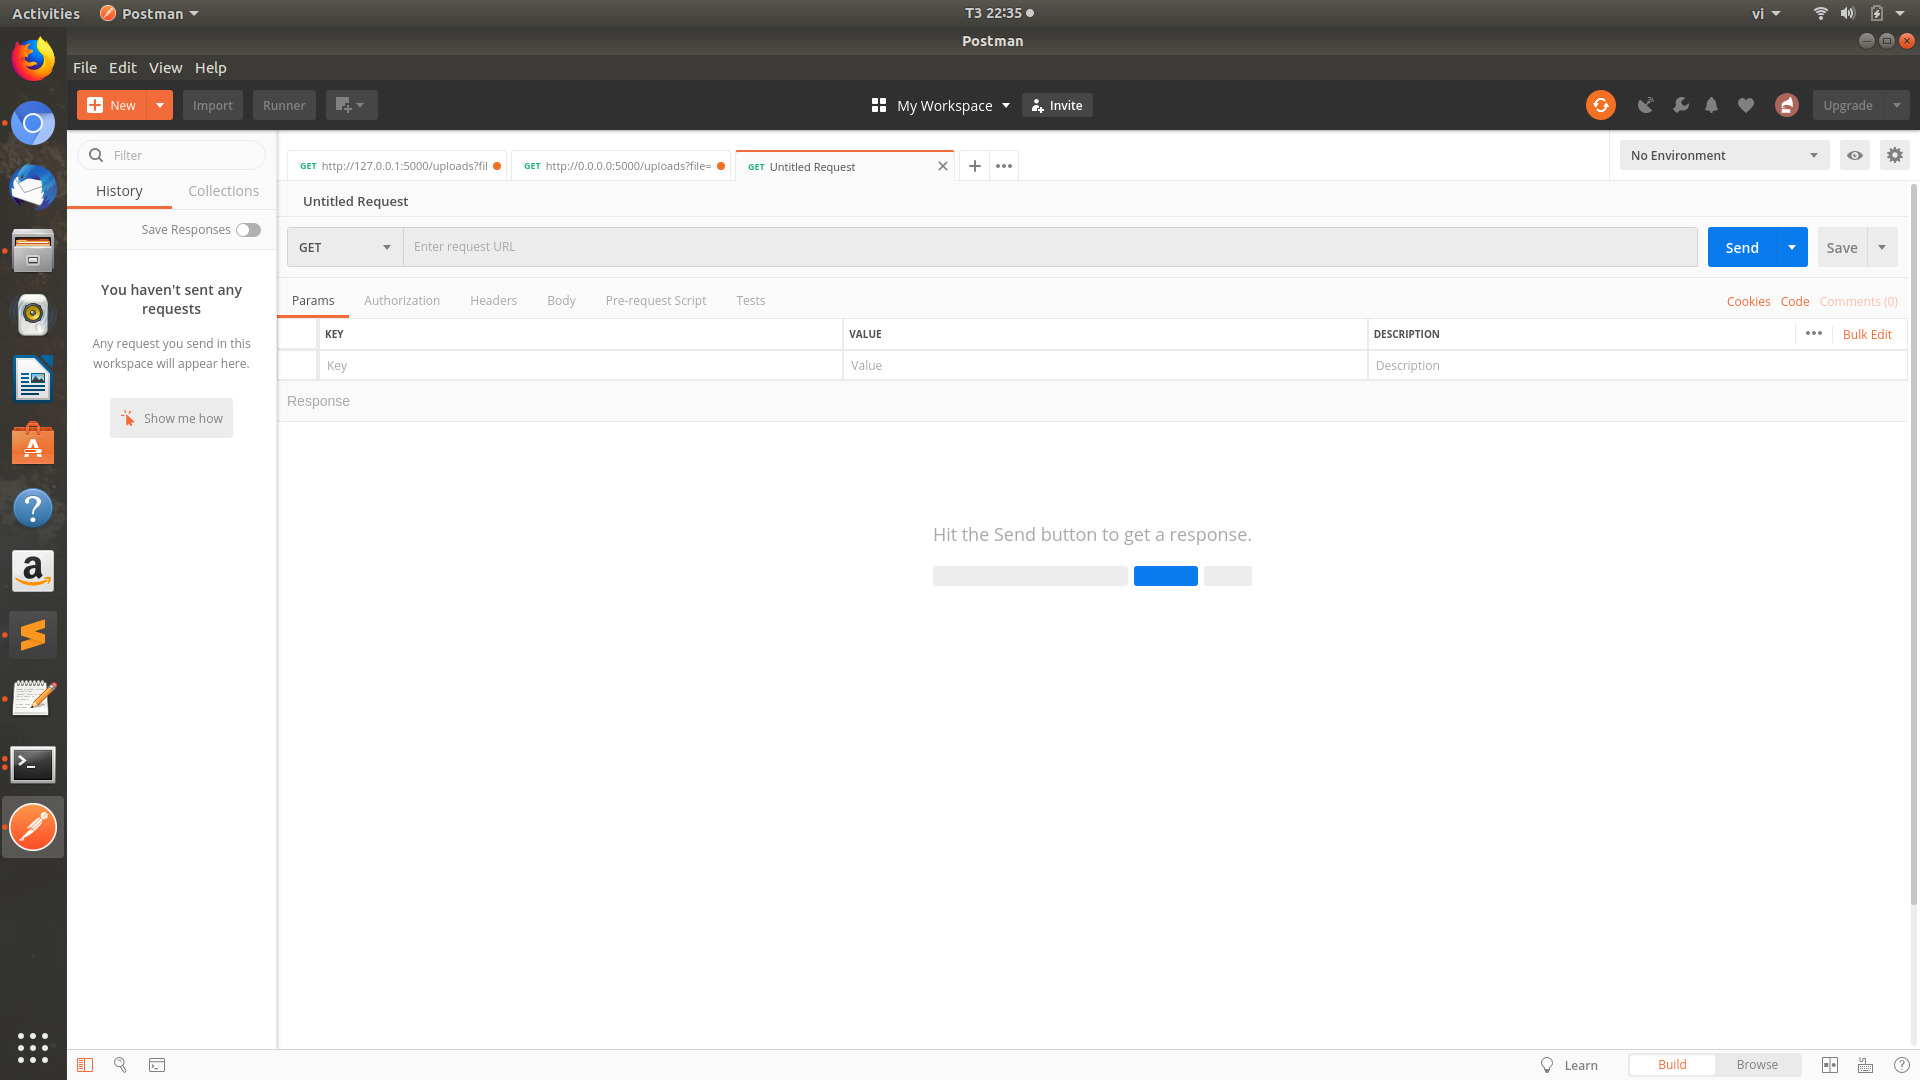 Activities Postman T3 22:35 vi
Postman
File Edit View Help
New Import Runner My Workspace Invite Upgrade
Filter
GET http://127.0.0.1:5000/uploads?fil GET http://0.0.0.0:5000/uploads?file= GET Untitled Request No Environment
History Collections
Untitled Request
Save Responses
GET Enter request URL Send Save
You haven't sent any
requests
Any request you send in this
workspace will appear here.
Show me how
Params Authorization Headers Body Pre-request Script Tests Cookies Code Comments (0)
KEY VALUE DESCRIPTION Bulk Edit
Key Value Description
Response
Hit the Send button to get a response.
Learn Build Browse